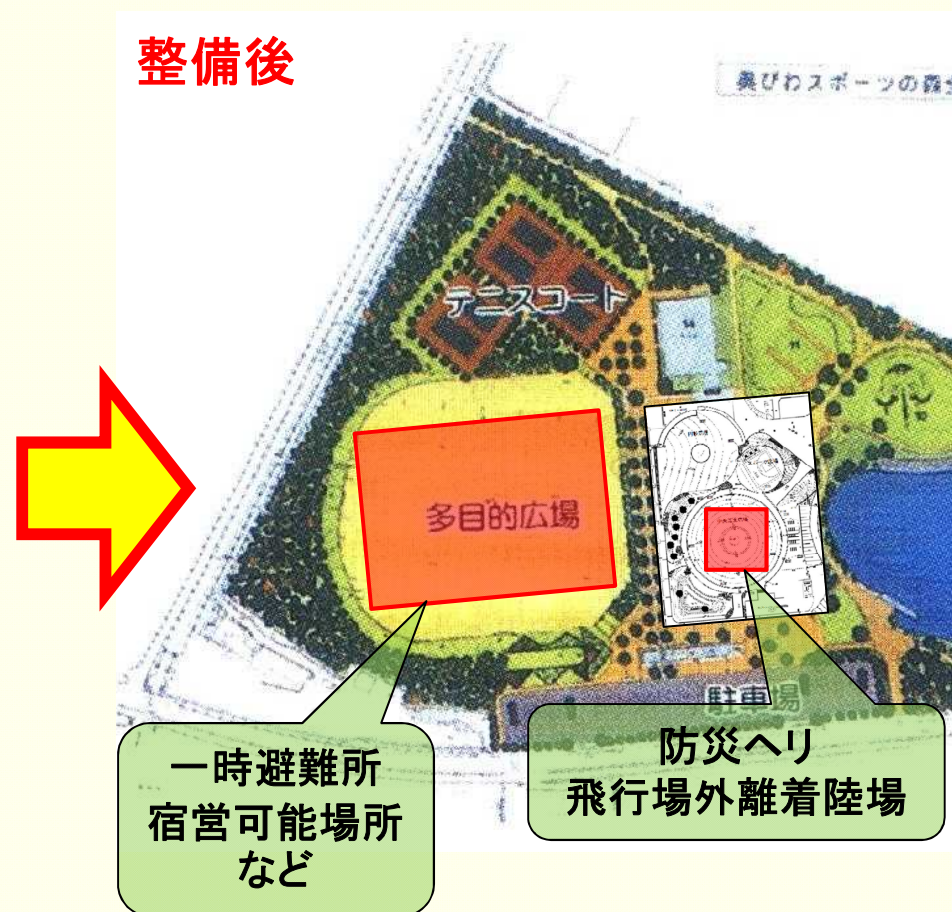 整備後
奥びわスポーツの森
テニスコート
多目的広場
駐車場
一時避難所
宿営可能場所
など
防災ヘリ
飛行場外離着陸場